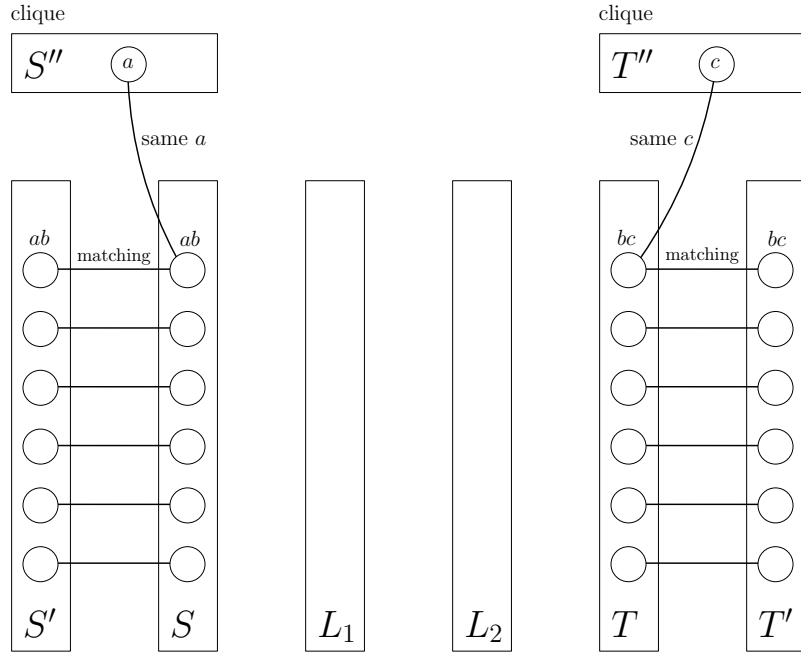 clique
clique
S″ a
T″ c
same a
same c
ab ab
bc bc
matching
matching
S′ S L₁ L₂ T T′